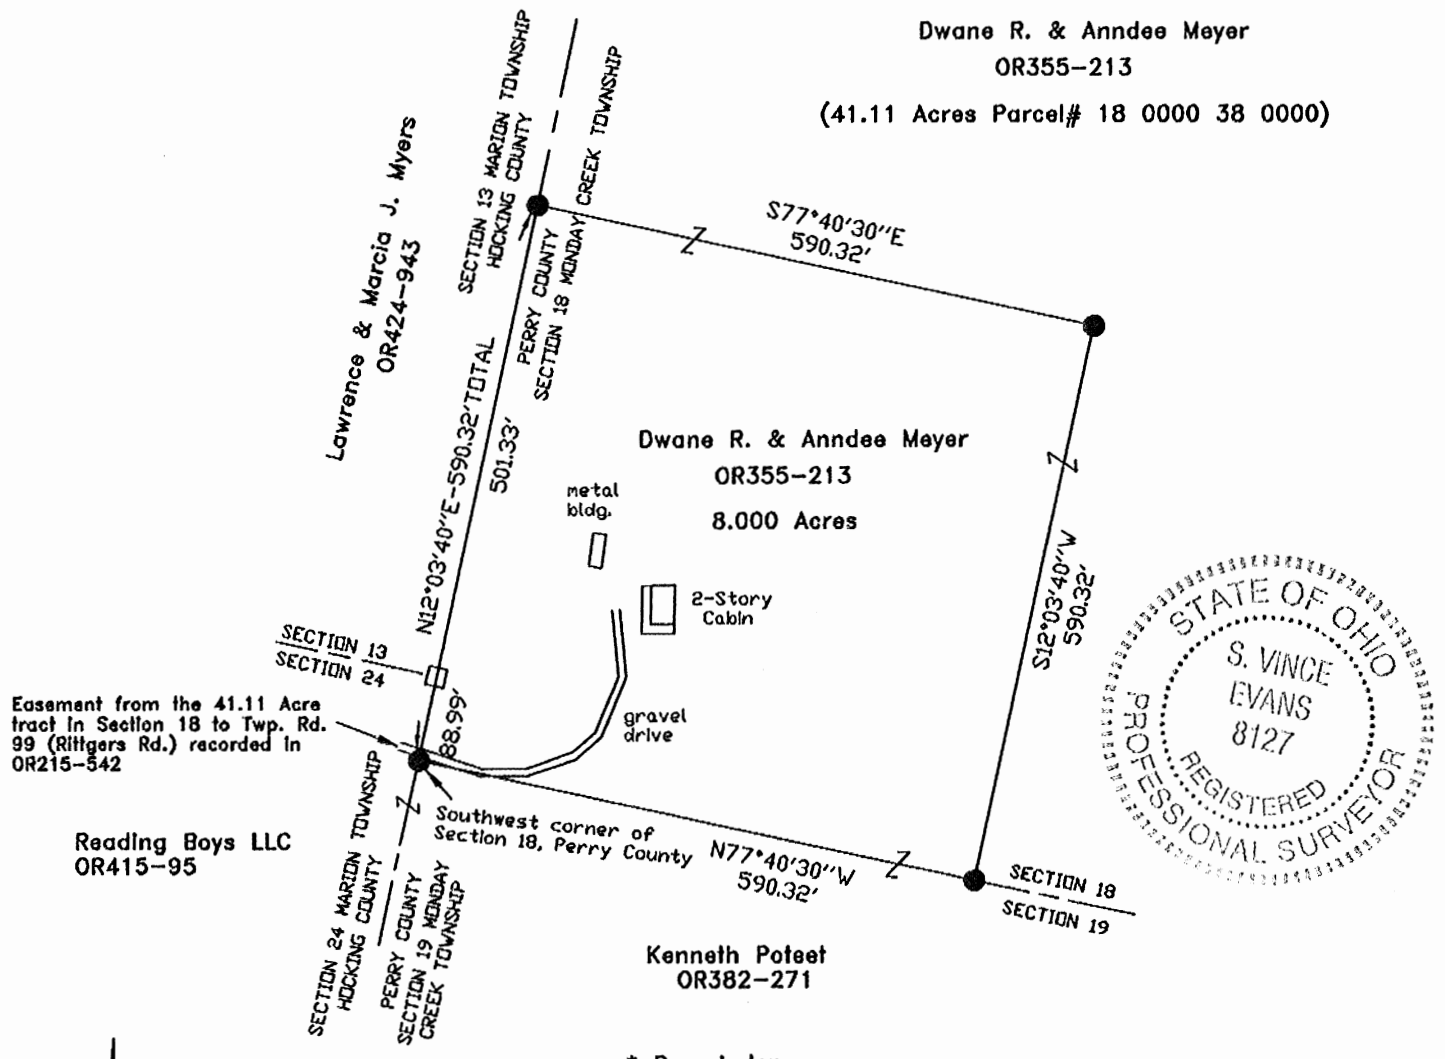 Dwane R. & Anndee Meyer
OR355-213
(41.11 Acres Parcel# 18 0000 38 0000)
Lawrence & Marcia J. Myers
OR424-943
SECTION 13 MARION TOWNSHIP
HOCKING COUNTY
PERRY COUNTY
SECTION 18 MONDAY CREEK TOWNSHIP
S77°40'30"E
590.32'
N12°03'40"E-590.32'TOTAL
501.33'
Dwane R. & Anndee Meyer
OR355-213
8.000 Acres
metal
bldg.
2-Story
Cabin
S12°03'40"W
590.32'
STATE OF OHIO
S. VINCE
EVANS
8127
REGISTERED
PROFESSIONAL SURVEYOR
SECTION 13
SECTION 24
88.99'
gravel
drive
Easement from the 41.11 Acre
tract in Section 18 to Twp. Rd.
99 (Rittgers Rd.) recorded in
OR215-542
Southwest corner of
Section 18, Perry County
N77°40'30"W
590.32'
Reading Boys LLC
OR415-95
SECTION 24 MARION TOWNSHIP
HOCKING COUNTY
PERRY COUNTY
SECTION 19 MONDAY
CREEK TOWNSHIP
SECTION 18
SECTION 19
Kenneth Poteet
OR382-271